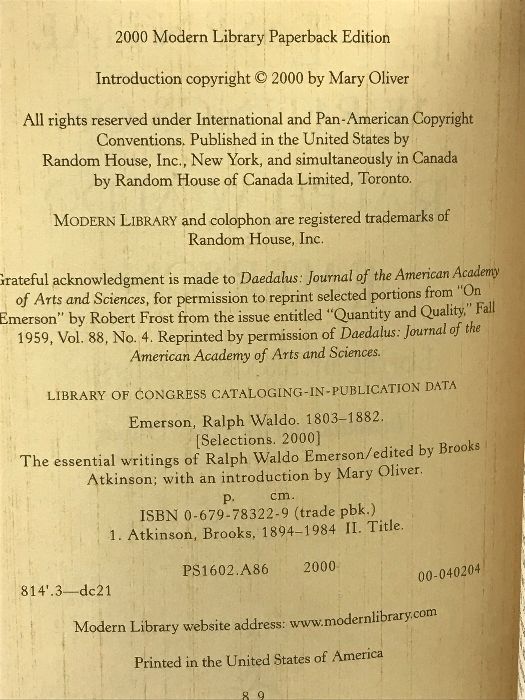 2000 Modern Library Paperback Edition
Introduction copyright © 2000 by Mary Oliver
All rights reserved under International and Pan-American Copyright
Conventions. Published in the United States by
Random House, Inc., New York, and simultaneously in Canada
by Random House of Canada Limited, Toronto.
MODERN LIBRARY and colophon are registered trademarks of
Random House, Inc.
Grateful acknowledgment is made to Daedalus: Journal of the American Academy
of Arts and Sciences, for permission to reprint selected portions from "On
Emerson" by Robert Frost from the issue entitled "Quantity and Quality," Fall
1959, Vol. 88, No. 4. Reprinted by permission of Daedalus: Journal of the
American Academy of Arts and Sciences.
LIBRARY OF CONGRESS CATALOGING-IN-PUBLICATION DATA
Emerson, Ralph Waldo. 1803–1882.
[Selections. 2000]
The essential writings of Ralph Waldo Emerson/edited by Brooks
Atkinson; with an introduction by Mary Oliver.
p. cm.
ISBN 0-679-78322-9 (trade pbk.)
1. Atkinson, Brooks, 1894–1984 II. Title.
PS1602.A86 2000
814'.3—dc21 00-040204
Modern Library website address: www.modernlibrary.com
Printed in the United States of America
8 9